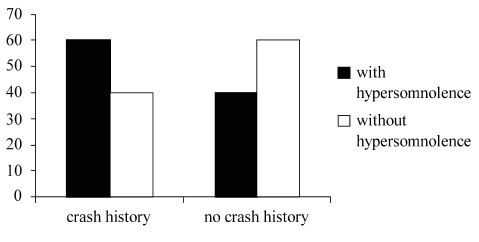 70
60
50
40
30
20
10
0
crash history
no crash history
with
hypersomnolence
without
hypersomnolence